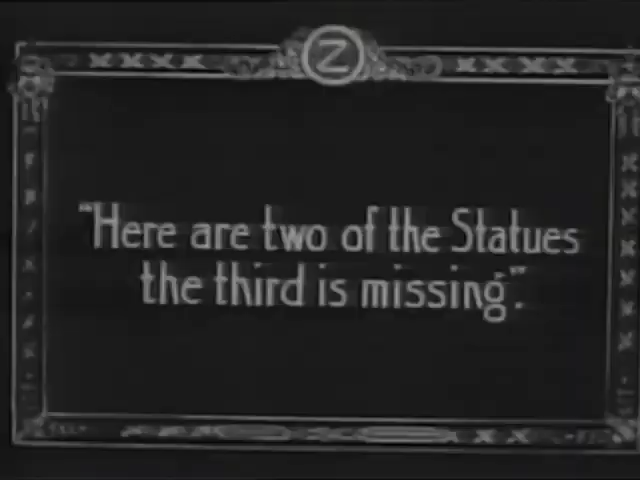 Z
"Here are two of the Statues
the third is missing".